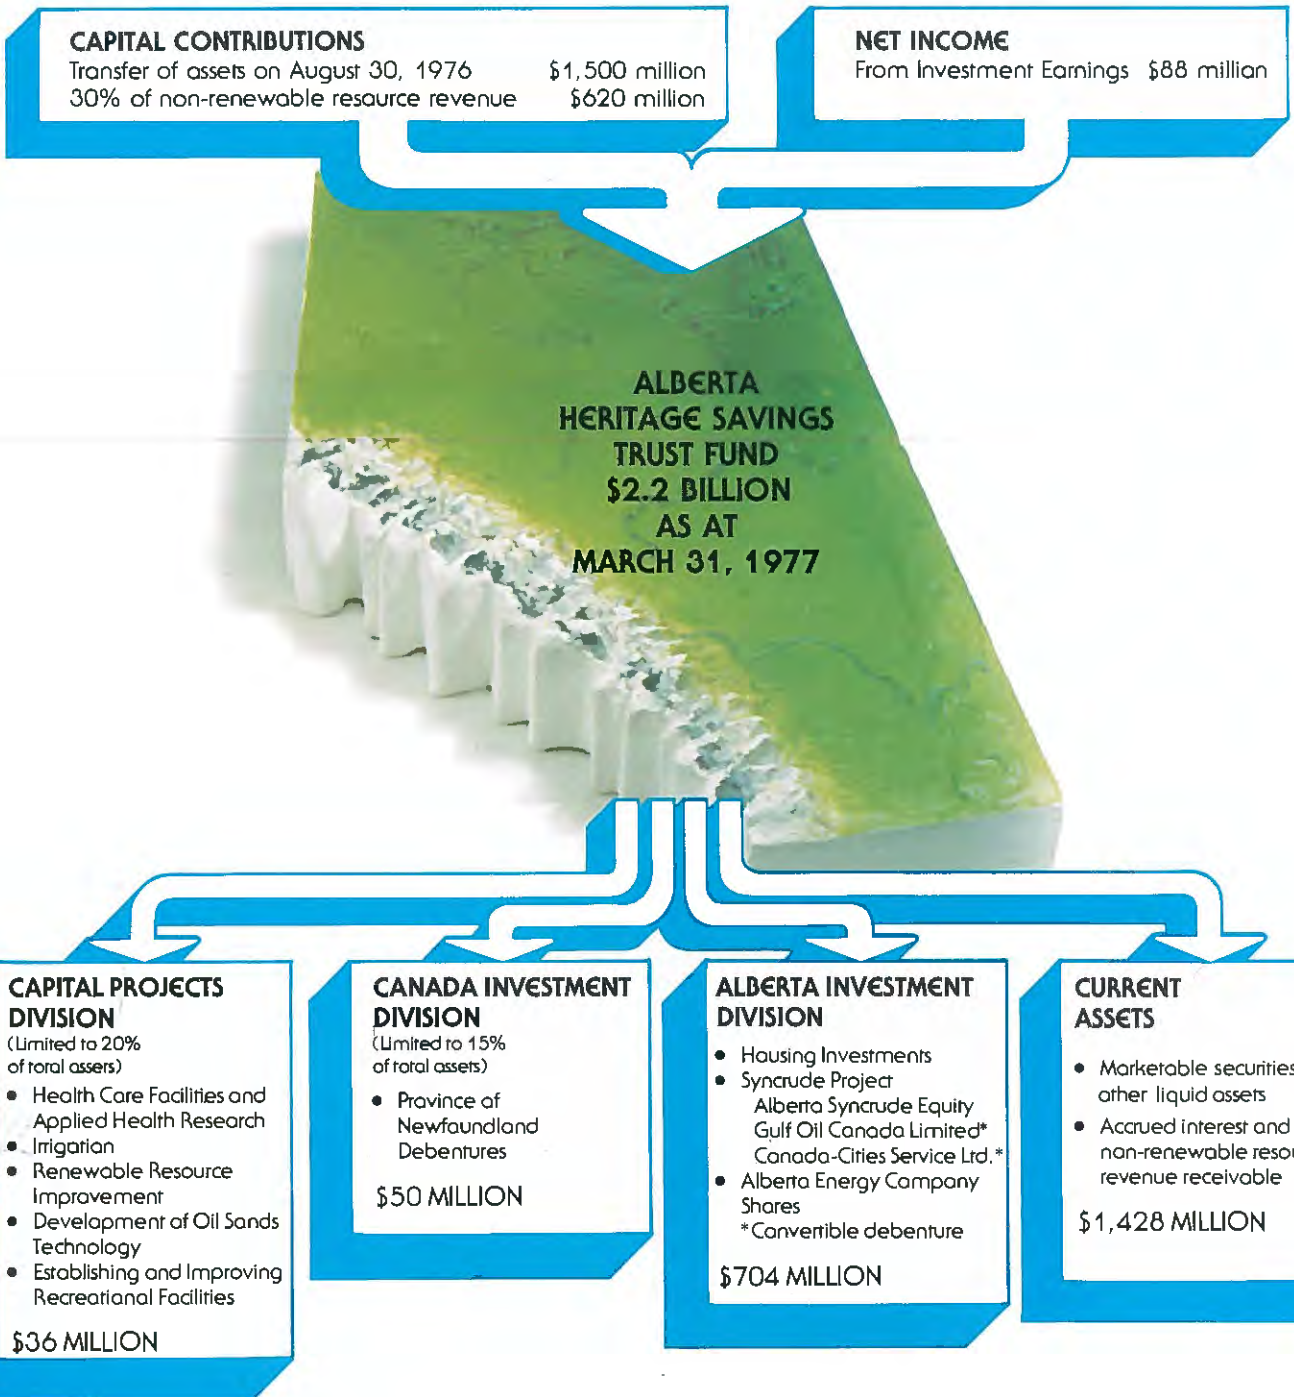 CAPITAL CONTRIBUTIONS
Transfer of assets on August 30, 1976 $1,500 million
30% of non-renewable resource revenue $620 million
NET INCOME
From Investment Earnings $88 million
ALBERTA
HERITAGE SAVINGS
TRUST FUND
$2.2 BILLION
AS AT
MARCH 31, 1977
CAPITAL PROJECTS
DIVISION
(Limited to 20%
of total assets)
• Health Care Facilities and
Applied Health Research
• Irrigation
• Renewable Resource
Improvement
• Development of Oil Sands
Technology
• Establishing and Improving
Recreational Facilities
$36 MILLION
CANADA INVESTMENT
DIVISION
(Limited to 15%
of total assets)
• Province of
Newfoundland
Debentures
$50 MILLION
ALBERTA INVESTMENT
DIVISION
• Housing Investments
• Syncrude Project
Alberta Syncrude Equity
Gulf Oil Canada Limited*
Canada-Cities Service Ltd.*
• Alberta Energy Company
Shares
*Convertible debenture
$704 MILLION
CURRENT
ASSETS
• Marketable securities
other liquid assets
• Accrued interest and
non-renewable
revenue receivable
$1,428 MILLION